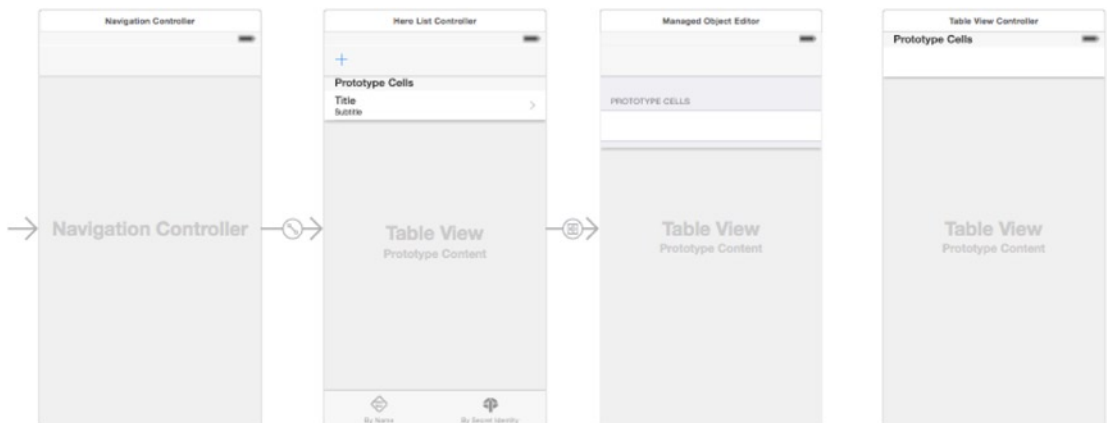 Navigation Controller
Navigation Controller
Hero List Controller
+
Prototype Cells
Title
Subtitle
Table View
Prototype Content
By Name
By Secret Identity
Managed Object Editor
PROTOTYPE CELLS
Table View
Prototype Content
Table View Controller
Prototype Cells
Table View
Prototype Content